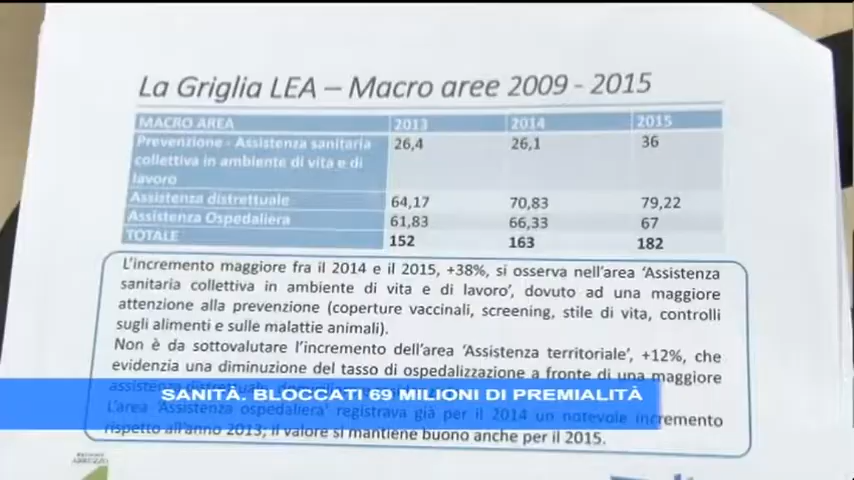 La Griglia LEA – Macro aree 2009 - 2015
MACRO AREA 2013 2014 2015
Prevenzione - Assistenza sanitaria 26,4 26,1 36
collettiva in ambiente di vita e di
lavoro
Assistenza distrettuale 64,17 70,83 79,22
Assistenza Ospedaliera 61,83 66,33 67
TOTALE 152 163 182
L'incremento maggiore fra il 2014 e il 2015, +38%, si osserva nell'area 'Assistenza
sanitaria collettiva in ambiente di vita e di lavoro', dovuto ad una maggiore
attenzione alla prevenzione (coperture vaccinali, screening, stile di vita, controlli
sugli alimenti e sulle malattie animali).
Non è da sottovalutare l'incremento dell'area 'Assistenza territoriale', +12%, che
evidenzia una diminuzione del tasso di ospedalizzazione a fronte di una maggiore
assistenza distrettuale,
SANITÀ. BLOCCATI 69 MILIONI DI PREMIALITÀ
L'area 'Assistenza ospedaliera' registrava già per il 2014 un notevole incremento
rispetto all'anno 2013; il valore si mantiene buono anche per il 2015.
ABRUZZO